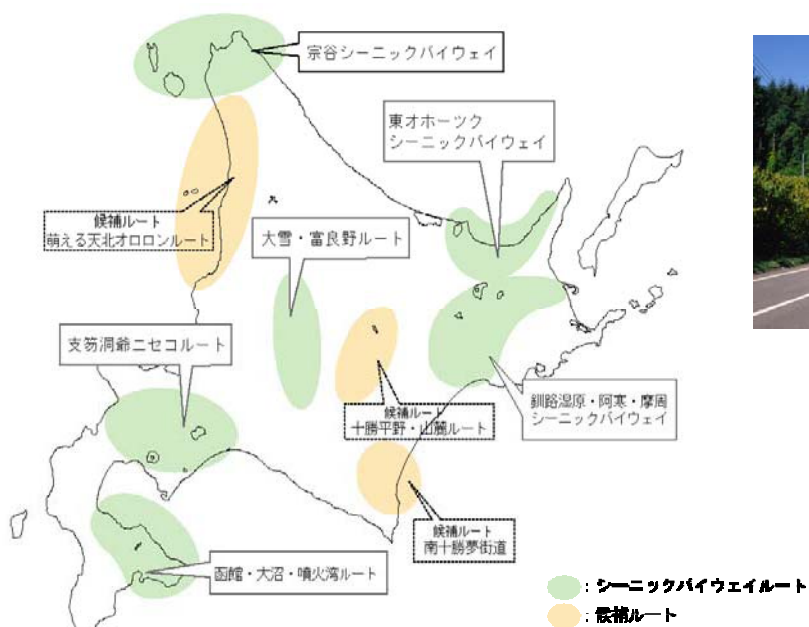 宗谷シーニックバイウェイ
東オホーツク
シーニックバイウェイ
候補ルート
萌える天北オロロンルート
大雪・富良野ルート
支笏洞爺ニセコルート
候補ルート
十勝平野・山麓ルート
釧路湿原・阿寒・摩周
シーニックバイウェイ
候補ルート
南十勝夢街道
函館・大沼・噴火湾ルート
：シーニックバイウェイルート
：候補ルート